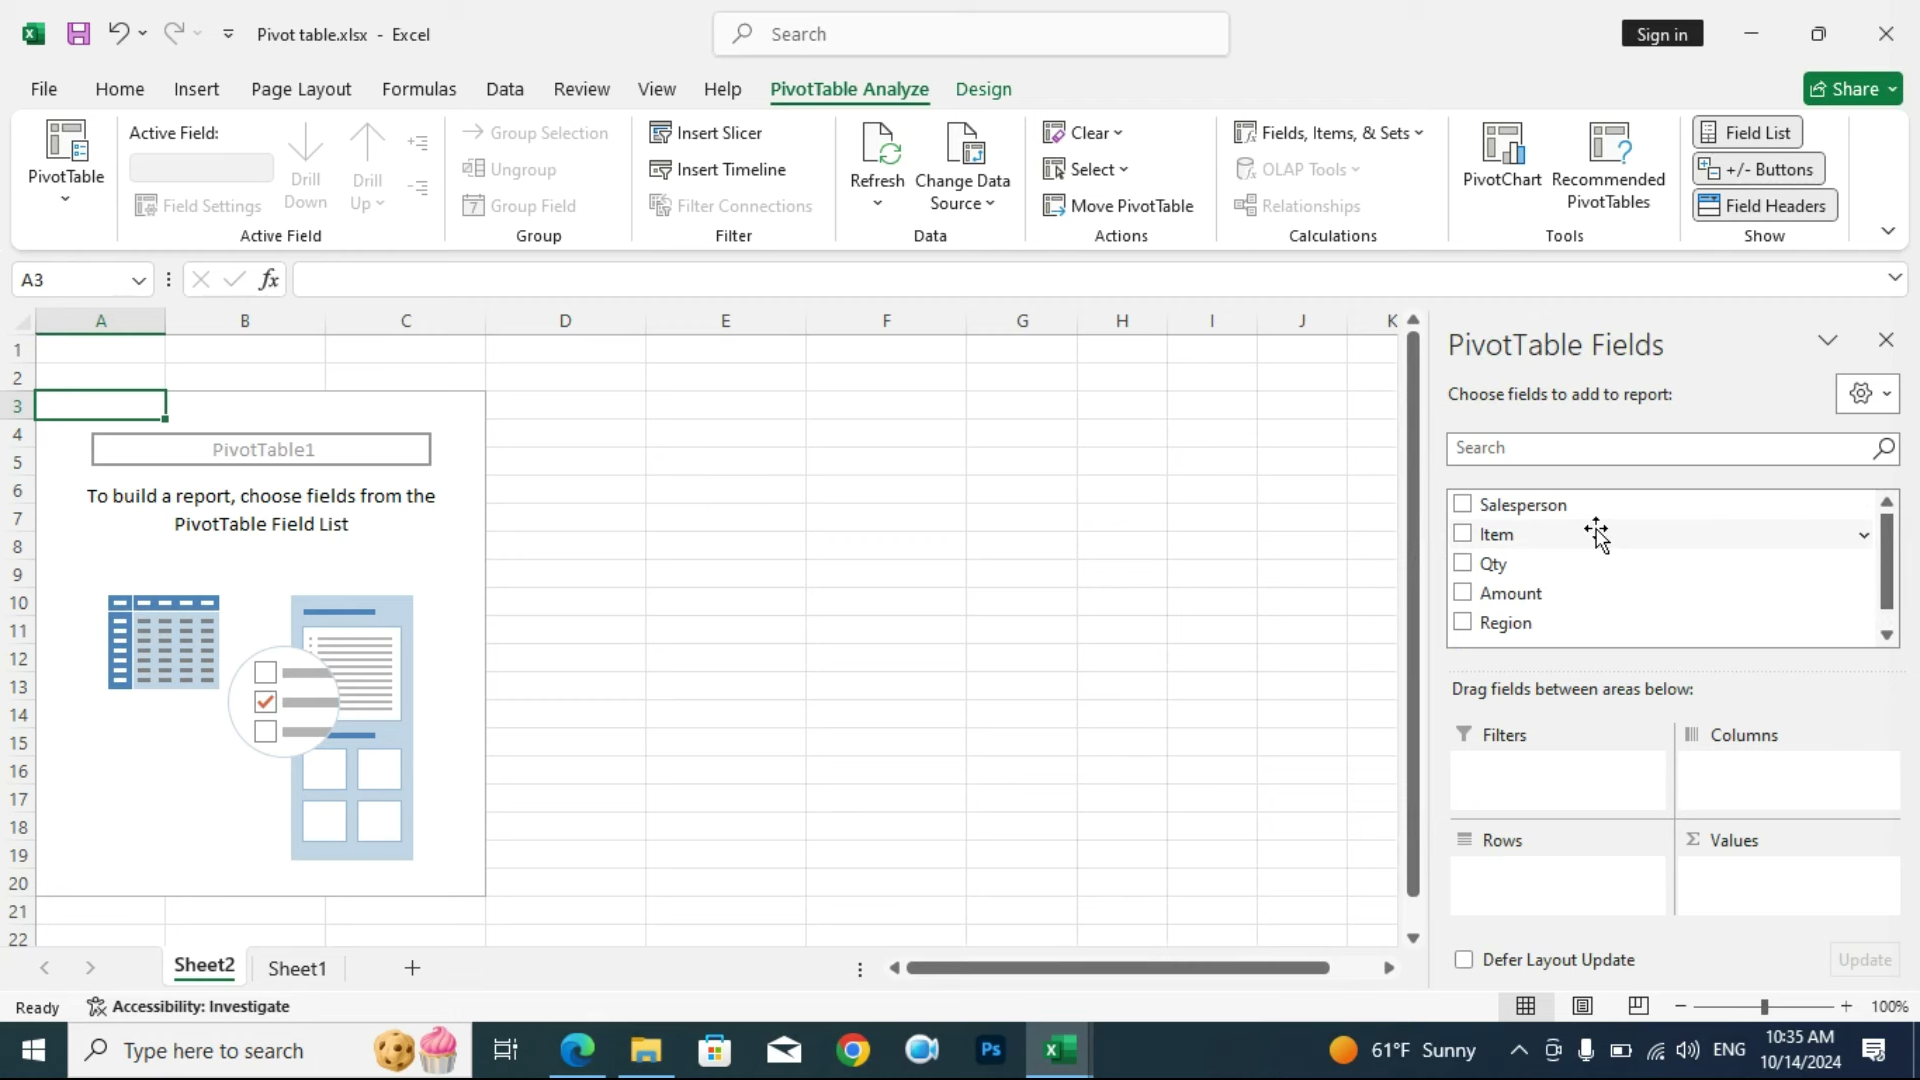 Pivot table.xlsx - Excel
Search
Sign in
File Home Insert Page Layout Formulas Data Review View Help PivotTable Analyze Design
Share
PivotTable
Active Field:
Drill Down
Drill Up
Field Settings
Active Field
Group Selection
Ungroup
7 Group Field
Group
Insert Slicer
Insert Timeline
Filter Connections
Filter
Refresh
Change Data Source
Data
Clear
Select
Move PivotTable
Actions
Fields, Items, & Sets
OLAP Tools
Relationships
Calculations
PivotChart
Recommended PivotTables
Tools
Field List
+/- Buttons
Field Headers
Show
A3
fx
A B C D E F G H I J K
1
2
3
4
5
6
7
8
9
10
11
12
13
14
15
16
17
18
19
20
21
22
PivotTable1
To build a report, choose fields from the
PivotTable Field List
PivotTable Fields
Choose fields to add to report:
Search
Salesperson
Item
Qty
Amount
Region
Drag fields between areas below:
Filters
Columns
Rows
Σ Values
Defer Layout Update
Update
Sheet2 Sheet1
Ready
Accessibility: Investigate
100%
Type here to search
Ps
61°F Sunny
ENG
10:35 AM
10/14/2024